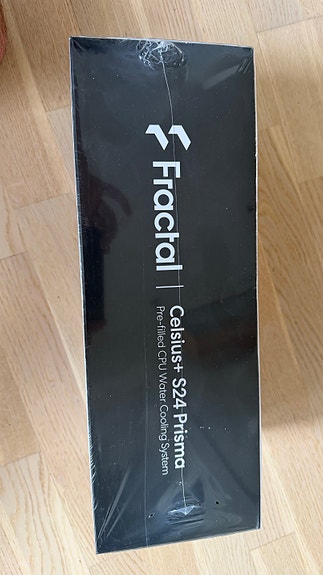 Fractal
Celsius+ S24 Prisma
Pre-filled CPU Water Cooling System